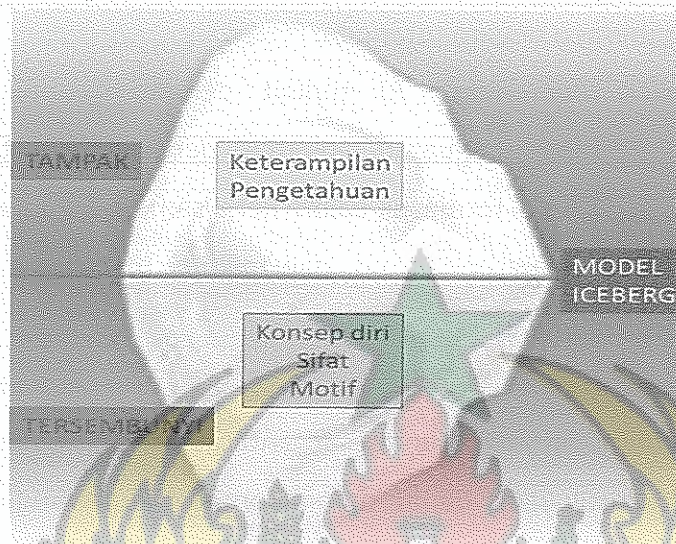 TAMPAK
Keterampilan
Pengetahuan
MODEL
ICEBERG
Konsep diri
Sifat
Motif
TERSEMBUNYI